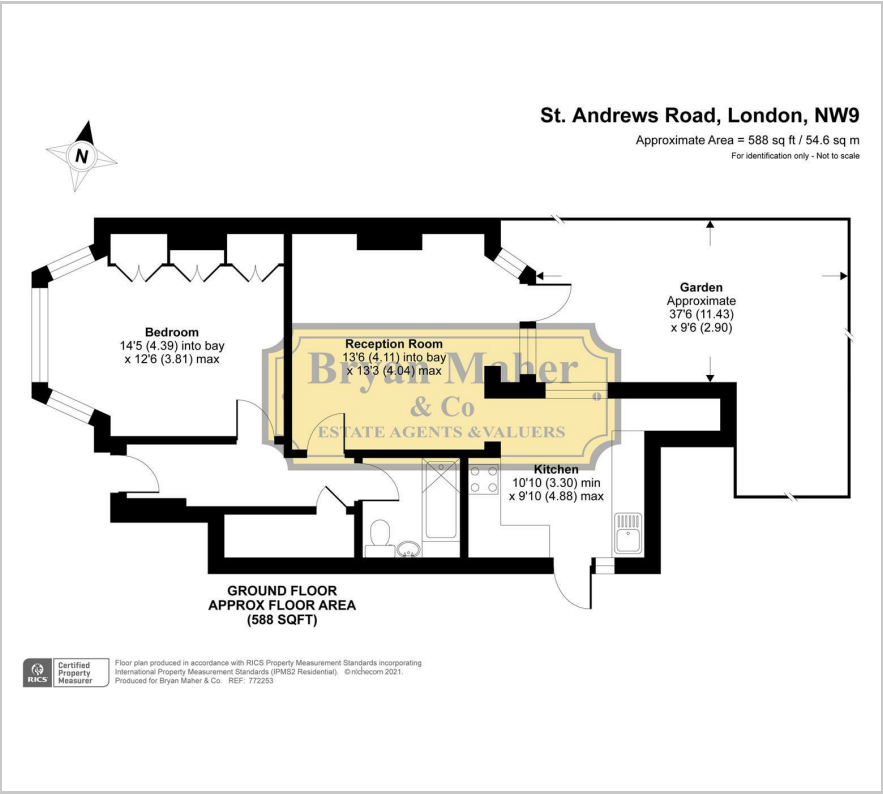 St. Andrews Road, London, NW9
Approximate Area = 588 sq ft / 54.6 sq m
For identification only - Not to scale
N
Bedroom
14'5 (4.39) into bay
x 12'6 (3.81) max
Reception Room
13'6 (4.11) into bay
x 13'3 (4.04) max
Garden
Approximate
37'6 (11.43)
x 9'6 (2.90)
Bryan Maher
& Co
ESTATE AGENTS & VALUERS
Kitchen
10'10 (3.30) min
x 9'10 (4.88) max
GROUND FLOOR
APPROX FLOOR AREA
(588 SQFT)
RICS
Certified
Property
Measurer
Floor plan produced in accordance with RICS Property Measurement Standards incorporating
International Property Measurement Standards (IPMS2 Residential). © nichecom 2021.
Produced for Bryan Maher & Co. REF: 772253